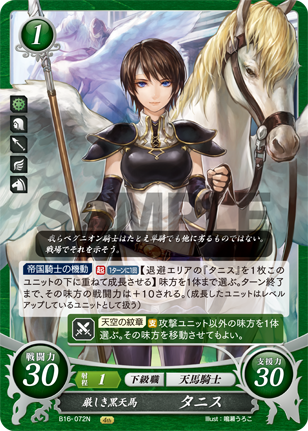 1
SAMPLE
我らベグニオン騎士はたとえ単騎でも他に劣るものではない。
戦場でそれを示そう。
帝国騎士の機動 起 1ターンに1回 【退避エリアの『タニス』を1枚この
ユニットの下に重ねて成長させる】味方を1体まで選ぶ。ターン終了
まで、その味方の戦闘力は＋10される。（成長したユニットはレベル
アップしているユニットとして扱う）
天空の紋章 支 攻撃ユニット以外の味方を1体
選ぶ。その味方を移動させてもよい。
戦闘力
30
射程 1
下級職
天馬騎士
支援力
30
B16-072N
厳しき黒天馬
タニス
Illust：鳴瀬うろこ